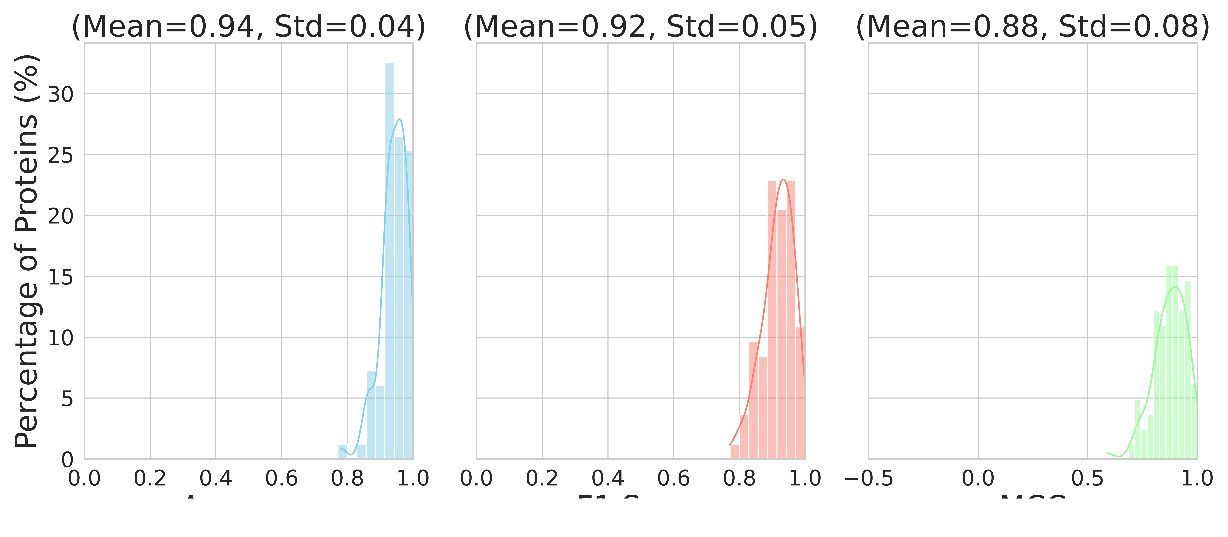 (Mean=0.94, Std=0.04) (Mean=0.92, Std=0.05) (Mean=0.88, Std=0.08)
Percentage of Proteins (%)
30
25
20
15
10
5
0
0.0 0.2 0.4 0.6 0.8 1.0 0.0 0.2 0.4 0.6 0.8 1.0 −0.5 0.0 0.5 1.0